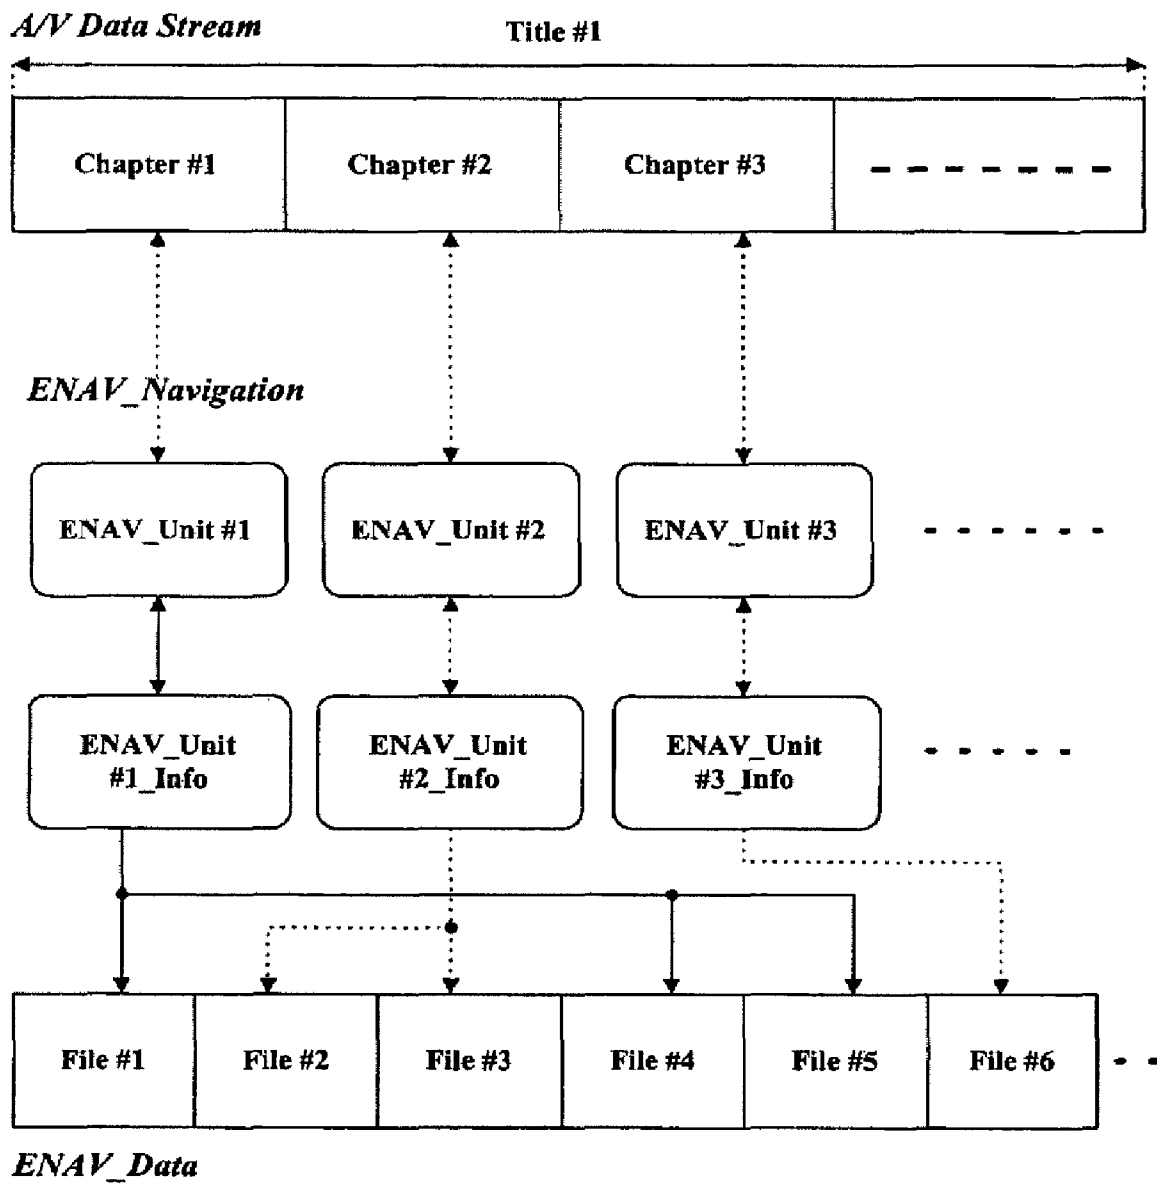 A/V Data Stream
Title #1
Chapter #1
Chapter #2
Chapter #3
ENAV_Navigation
ENAV_Unit #1
ENAV_Unit #2
ENAV_Unit #3
ENAV_Unit
#1_Info
ENAV_Unit
#2_Info
ENAV_Unit
#3_Info
File #1
File #2
File #3
File #4
File #5
File #6
ENAV_Data